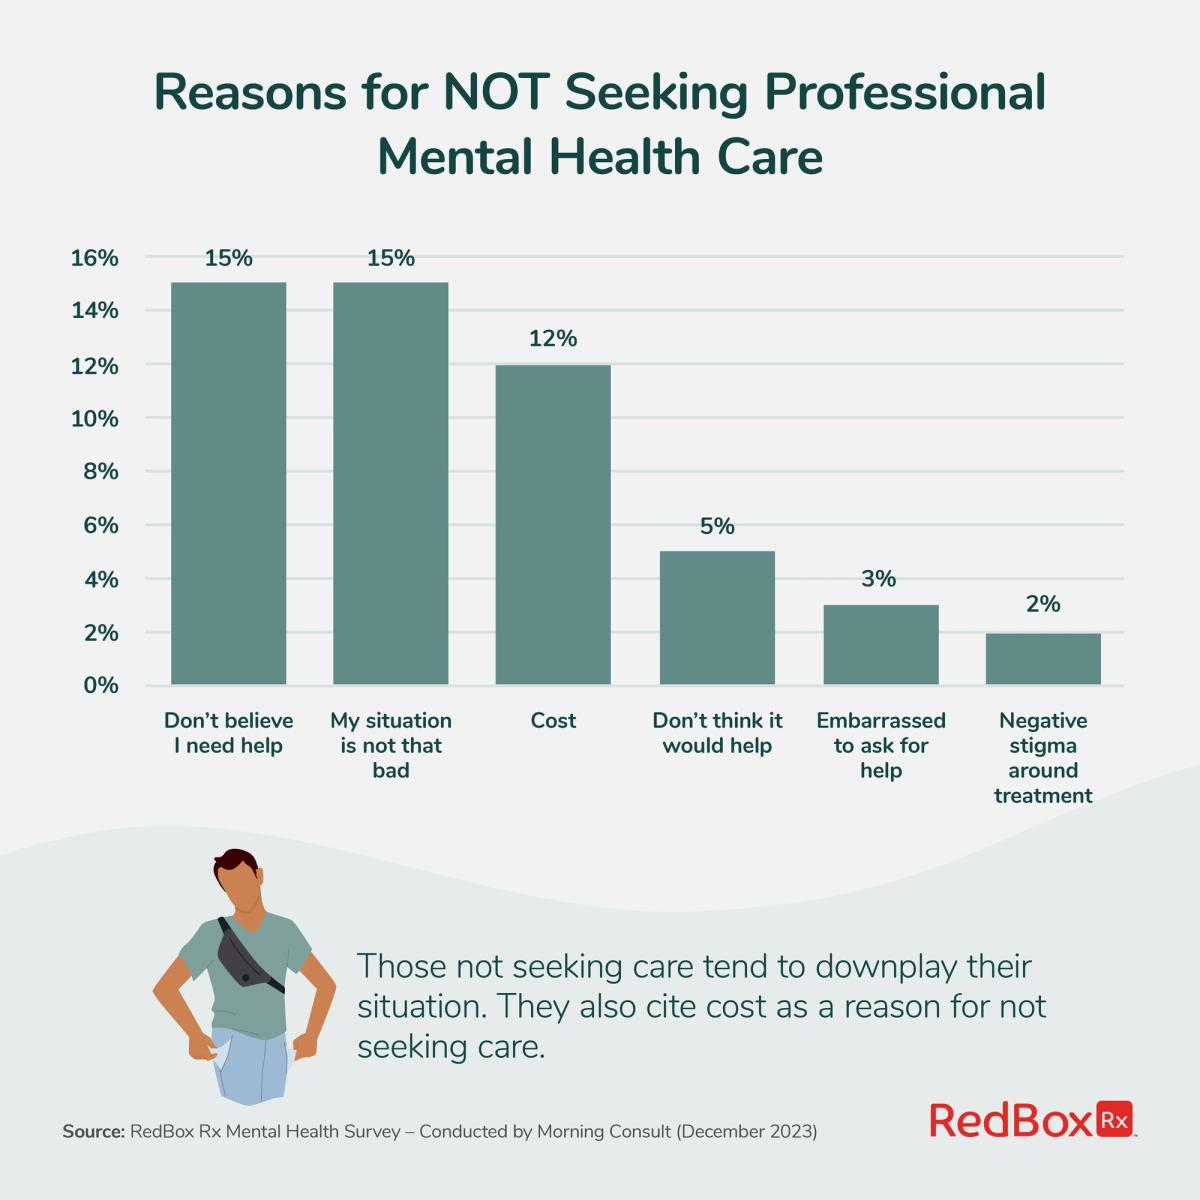 Reasons for NOT Seeking Professional
Mental Health Care
16%
14%
12%
10%
8%
6%
4%
2%
0%
15%
15%
12%
5%
3%
2%
Don’t believe
I need help
My situation
is not that
bad
Cost
Don’t think it
would help
Embarrassed
to ask for
help
Negative
stigma
around
treatment
Those not seeking care tend to downplay their
situation. They also cite cost as a reason for not
seeking care.
Source: RedBox Rx Mental Health Survey – Conducted by Morning Consult (December 2023)
RedBox Rx™